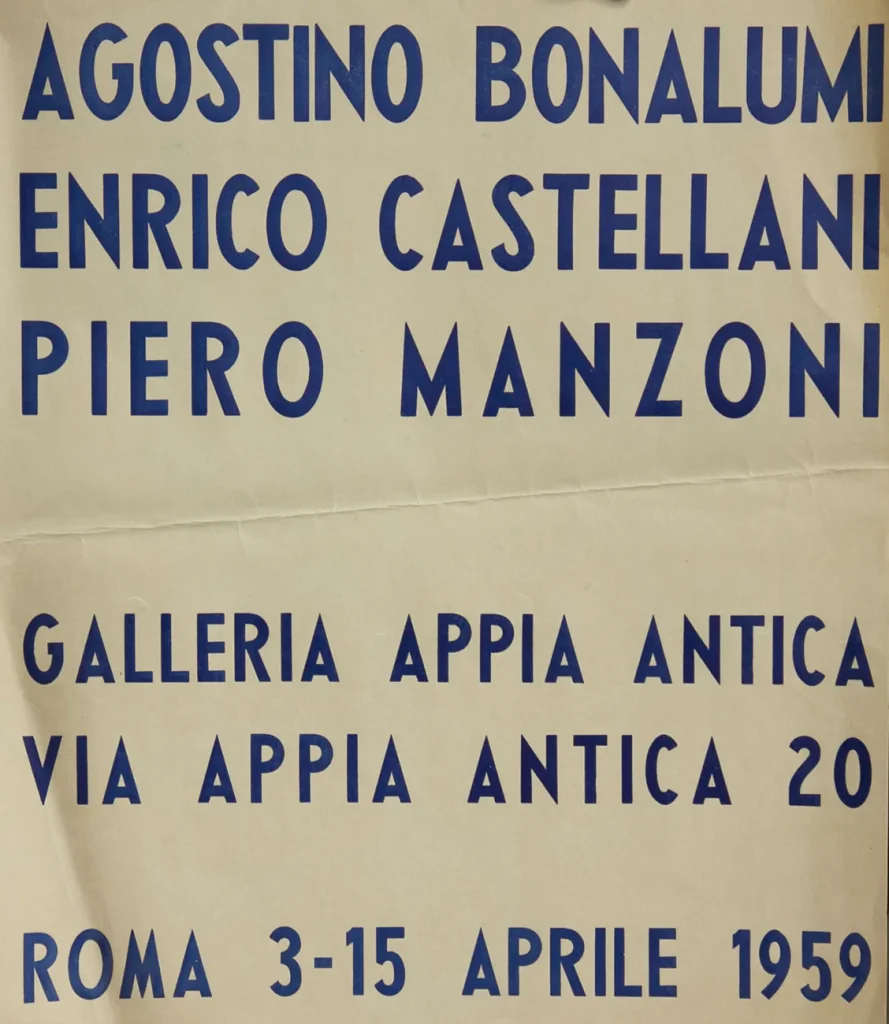 AGOSTINO BONALUMI
ENRICO CASTELLANI
PIERO MANZONI
GALLERIA APPIA ANTICA
VIA APPIA ANTICA 20
ROMA 3-15 APRILE 1959